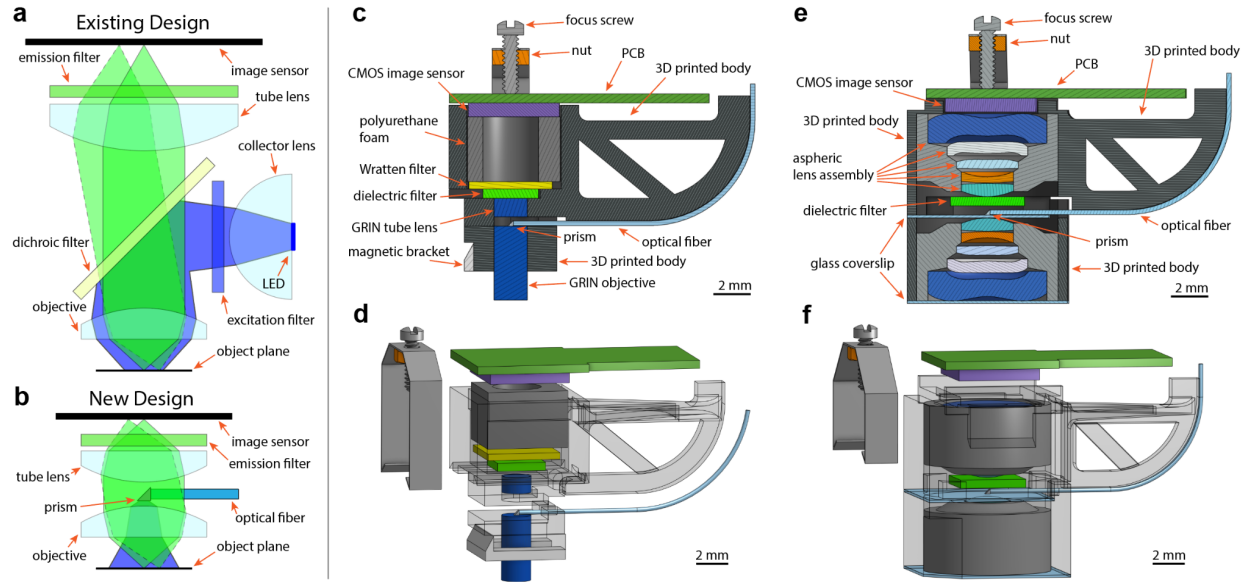 a
Existing Design
emission filter
image sensor
tube lens
collector lens
dichroic filter
LED
objective
excitation filter
object plane
b
New Design
image sensor
emission filter
tube lens
prism
optical fiber
objective
object plane
c
focus screw
nut
PCB
CMOS image sensor
3D printed body
polyurethane
foam
Wratten filter
dielectric filter
GRIN tube lens
prism
optical fiber
magnetic bracket
3D printed body
GRIN objective
2 mm
d
2 mm
e
focus screw
nut
3D printed body
PCB
CMOS image sensor
3D printed body
aspheric
lens assembly
dielectric filter
optical fiber
prism
glass coverslip
3D printed body
2 mm
f
2 mm